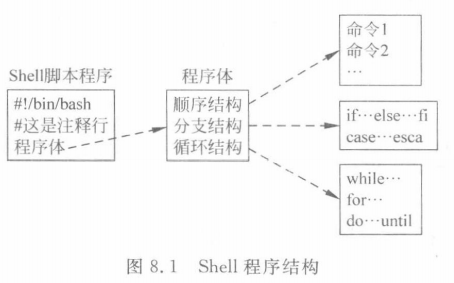 Shell脚本程序
#!/bin/bash
#这是注释行
程序体
程序体
顺序结构
分支结构
循环结构
命令1
命令2
…
if…else…fi
case…esca
while…
for…
do…until
图 8.1 Shell 程序结构